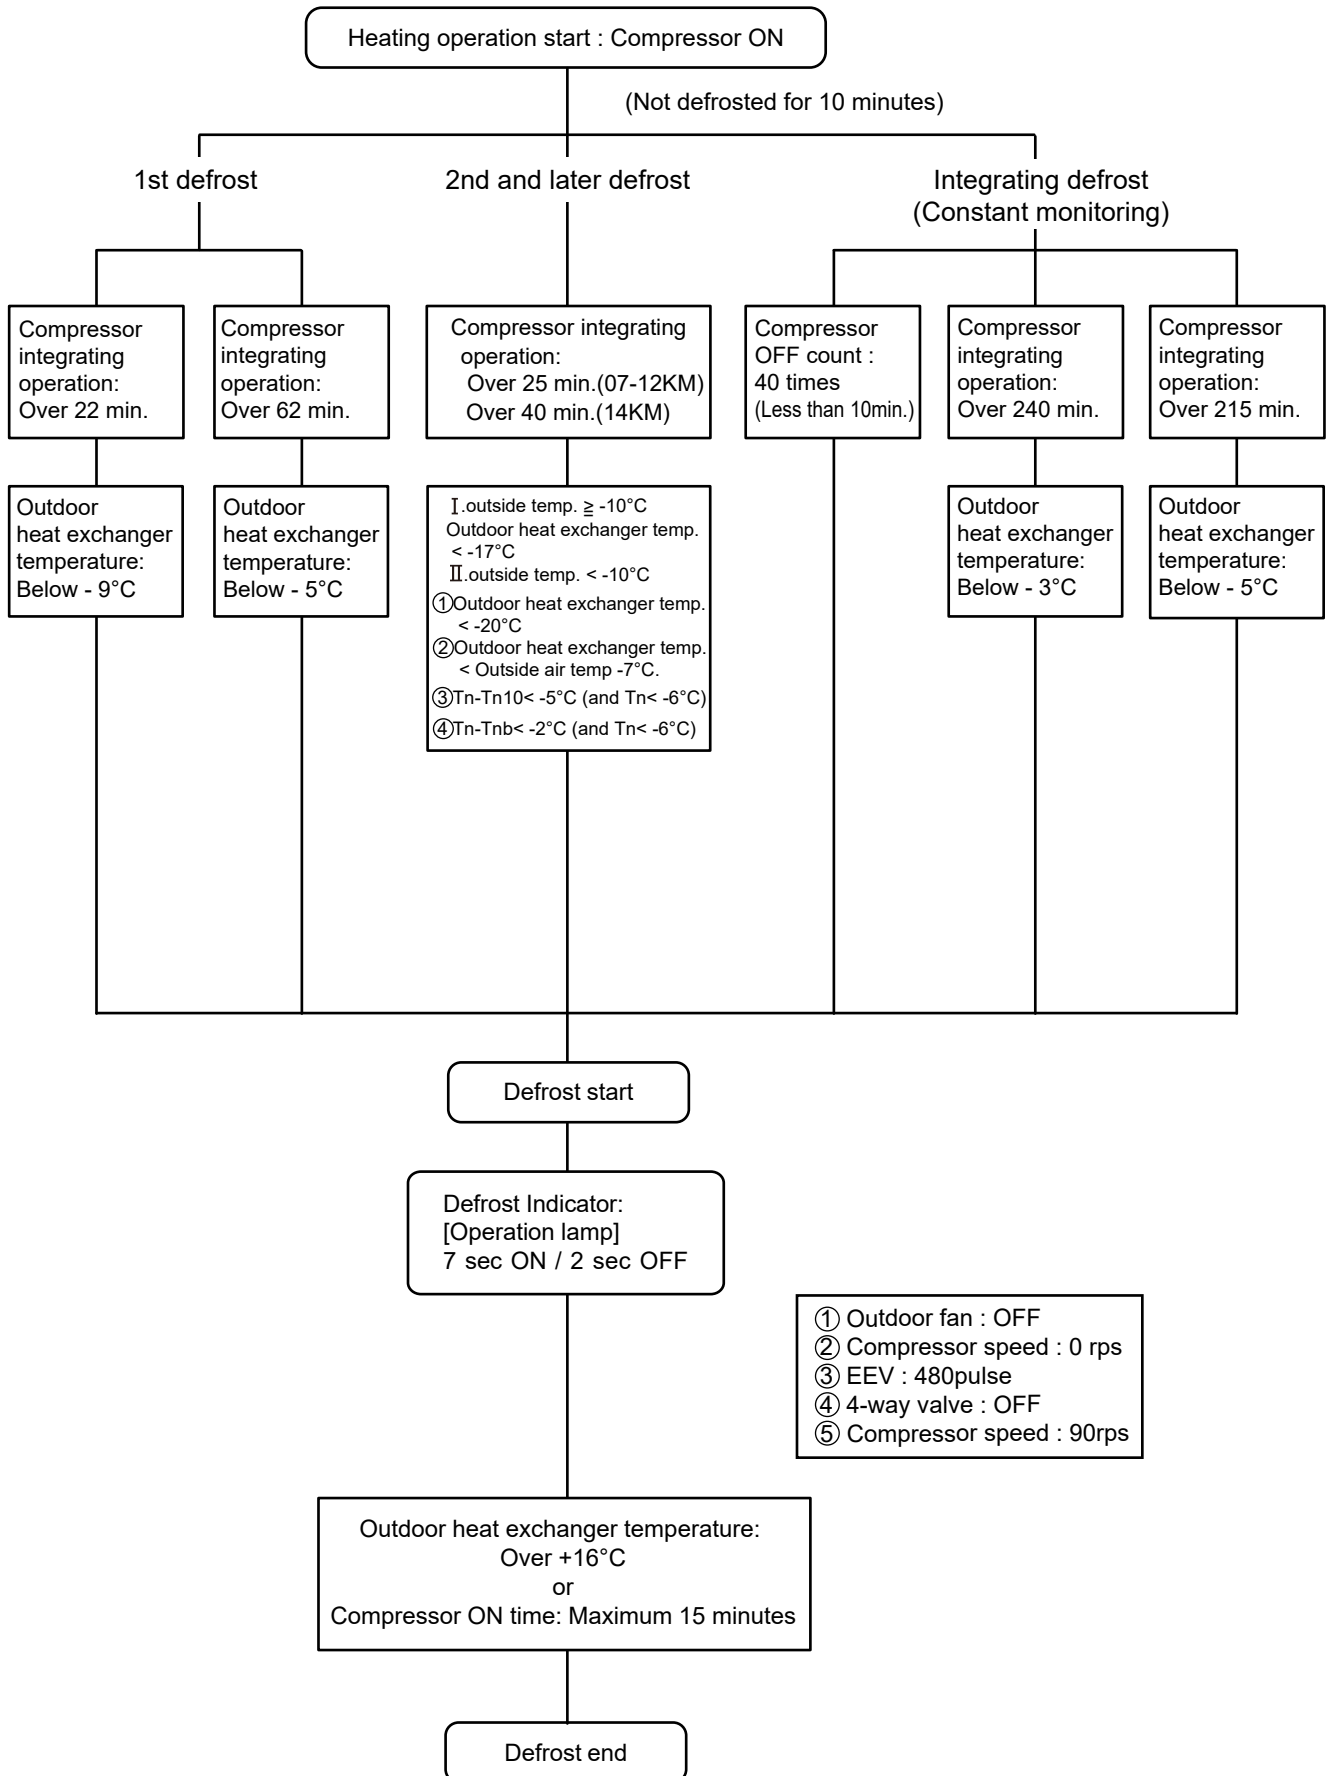 Heating operation start : Compressor ON
(Not defrosted for 10 minutes)
1st defrost
2nd and later defrost
Integrating defrost
(Constant monitoring)
Compressor
integrating
operation:
Over 22 min.
Compressor
integrating
operation:
Over 62 min.
Compressor integrating
operation:
Over 25 min.(07-12KM)
Over 40 min.(14KM)
Compressor
OFF count :
40 times
(Less than 10min.)
Compressor
integrating
operation:
Over 240 min.
Compressor
integrating
operation:
Over 215 min.
Outdoor
heat exchanger
temperature:
Below - 9°C
Outdoor
heat exchanger
temperature:
Below - 5°C
Ⅰ.outside temp. ≧ -10°C
Outdoor heat exchanger temp.
< -17°C
Ⅱ.outside temp. < -10°C
①Outdoor heat exchanger temp.
< -20°C
②Outdoor heat exchanger temp.
< Outside air temp -7°C.
③Tn-Tn10< -5°C (and Tn< -6°C)
④Tn-Tnb< -2°C (and Tn< -6°C)
Outdoor
heat exchanger
temperature:
Below - 3°C
Outdoor
heat exchanger
temperature:
Below - 5°C
Defrost start
Defrost Indicator:
[Operation lamp]
7 sec ON / 2 sec OFF
① Outdoor fan : OFF
② Compressor speed : 0 rps
③ EEV : 480pulse
④ 4-way valve : OFF
⑤ Compressor speed : 90rps
Outdoor heat exchanger temperature:
Over +16°C
or
Compressor ON time: Maximum 15 minutes
Defrost end